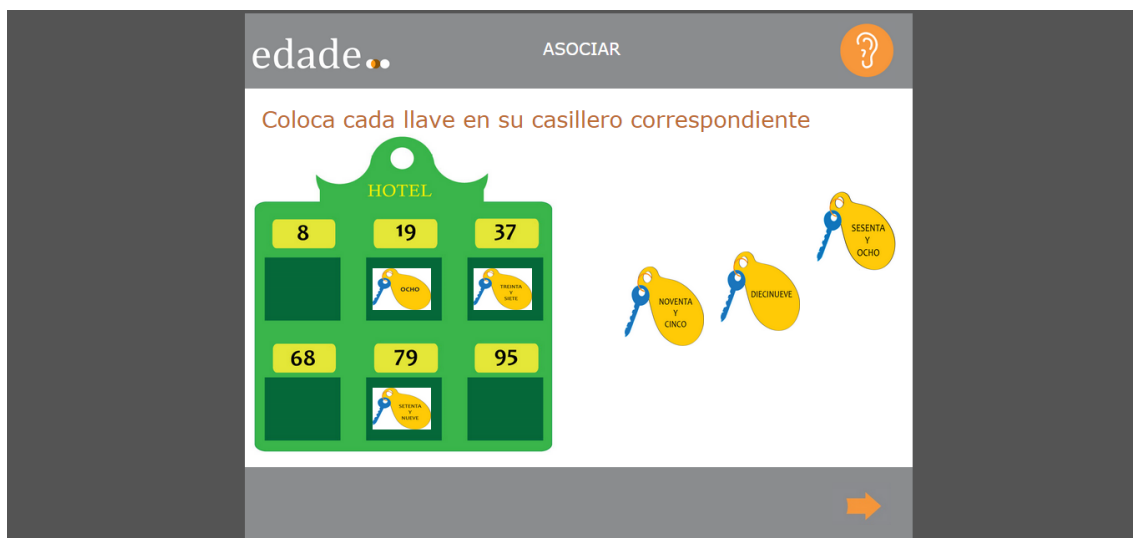 edade
ASOCIAR
Coloca cada llave en su casillero correspondiente
HOTEL
8 19 37
OCHO
TREINTA
Y
SIETE
68 79 95
SETENTA
Y
NUEVE
NOVENTA
Y
CINCO
DIECINUEVE
SESENTA
Y
OCHO